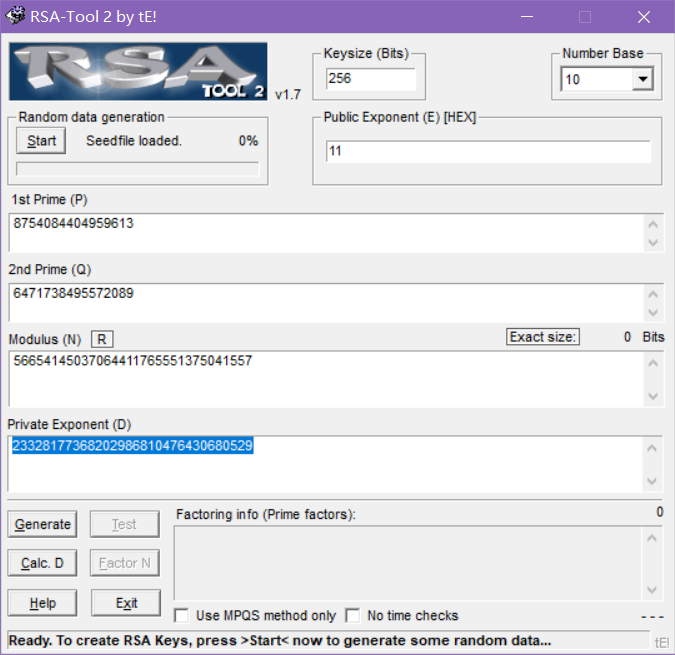 RSA-Tool 2 by tE!
RSA
TOOL 2
v1.7
Keysize (Bits)
256
Number Base
10
Random data generation
Start
Seedfile loaded.
0%
Public Exponent (E) [HEX]
11
1st Prime (P)
8754084404959613
2nd Prime (Q)
6471738495572089
Modulus (N)
R
Exact size:
0 Bits
56654145037064411765551375041557
Private Exponent (D)
23328177368202986810476430680529
Generate
Test
Calc. D
Factor N
Help
Exit
Factoring info (Prime factors):
0
Use MPQS method only
No time checks
---
Ready. To create RSA Keys, press >Start< now to generate some random data...
tE!